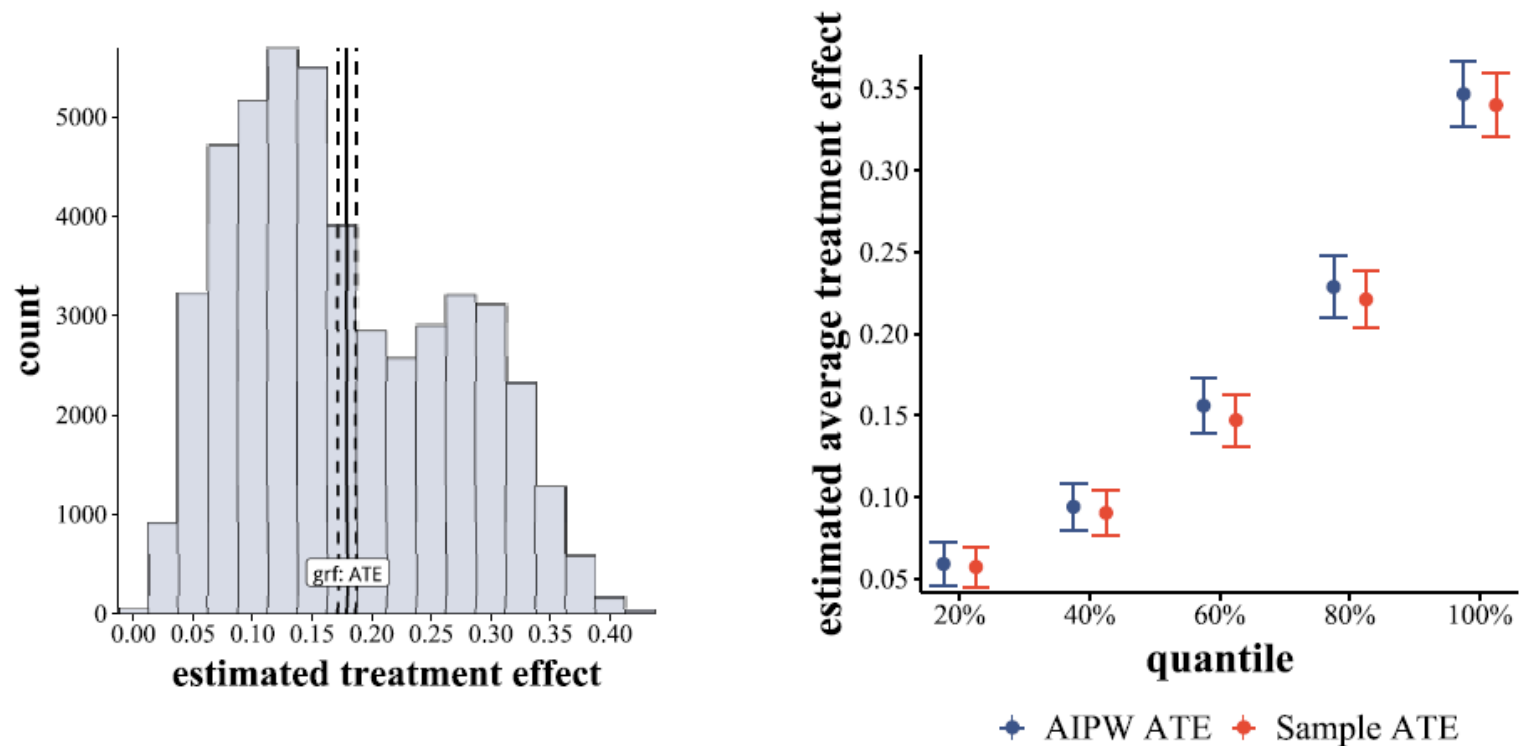 count
5000
4000
3000
2000
1000
0
grf: ATE
0.00 0.05 0.10 0.15 0.20 0.25 0.30 0.35 0.40
estimated treatment effect
estimated average treatment effect
0.35
0.30
0.25
0.20
0.15
0.10
0.05
20% 40% 60% 80% 100%
quantile
AIPW ATE Sample ATE